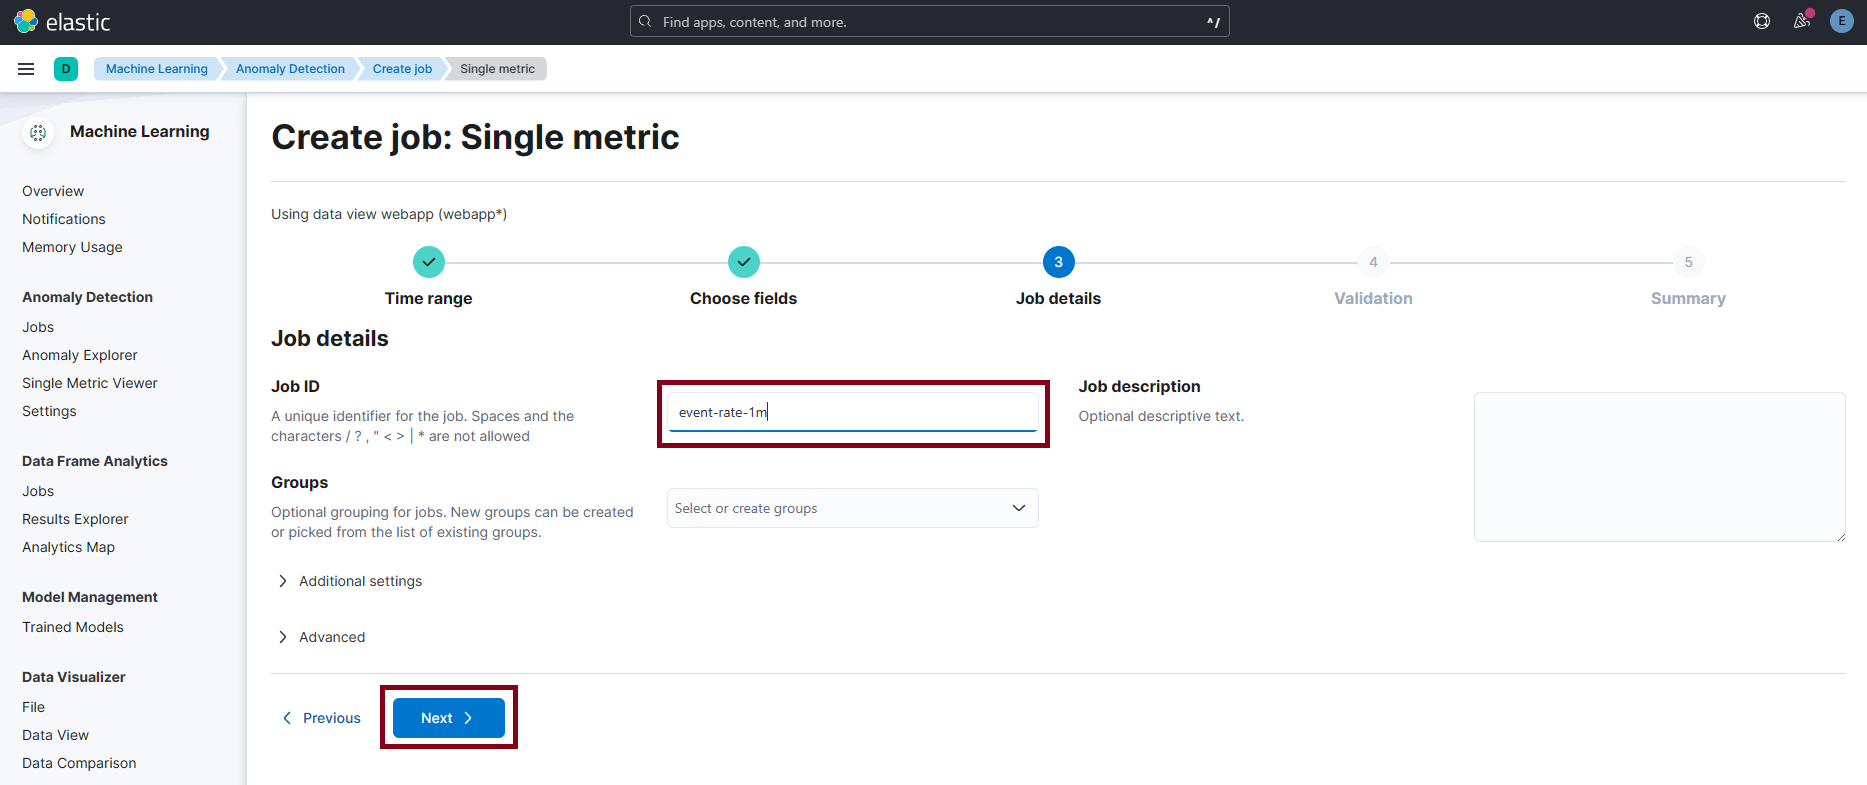 elastic
Find apps, content, and more.
^/
E
D
Machine Learning
Anomaly Detection
Create job
Single metric
Machine Learning
Overview
Notifications
Memory Usage
Anomaly Detection
Jobs
Anomaly Explorer
Single Metric Viewer
Settings
Data Frame Analytics
Jobs
Results Explorer
Analytics Map
Model Management
Trained Models
Data Visualizer
File
Data View
Data Comparison
Create job: Single metric
Using data view webapp (webapp*)
Time range
Choose fields
3
Job details
4
Validation
5
Summary
Job details
Job ID
A unique identifier for the job. Spaces and the
characters / ? , " < > | * are not allowed
event-rate-1m
Job description
Optional descriptive text.
Groups
Optional grouping for jobs. New groups can be created
or picked from the list of existing groups.
Select or create groups
Additional settings
Advanced
Previous
Next